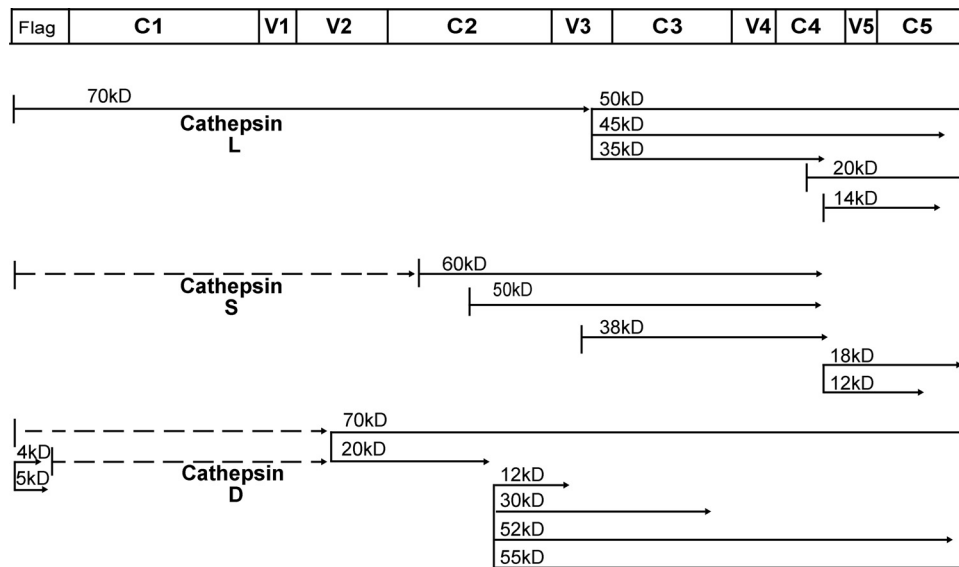 Flag C1 V1 V2 C2 V3 C3 V4 C4 V5 C5
70kD 50kD
Cathepsin 45kD
L 35kD
20kD
14kD
60kD
Cathepsin 50kD
S
38kD
18kD
12kD
70kD
4kD 20kD
Cathepsin
5kD 12kD
D
30kD
52kD
55kD